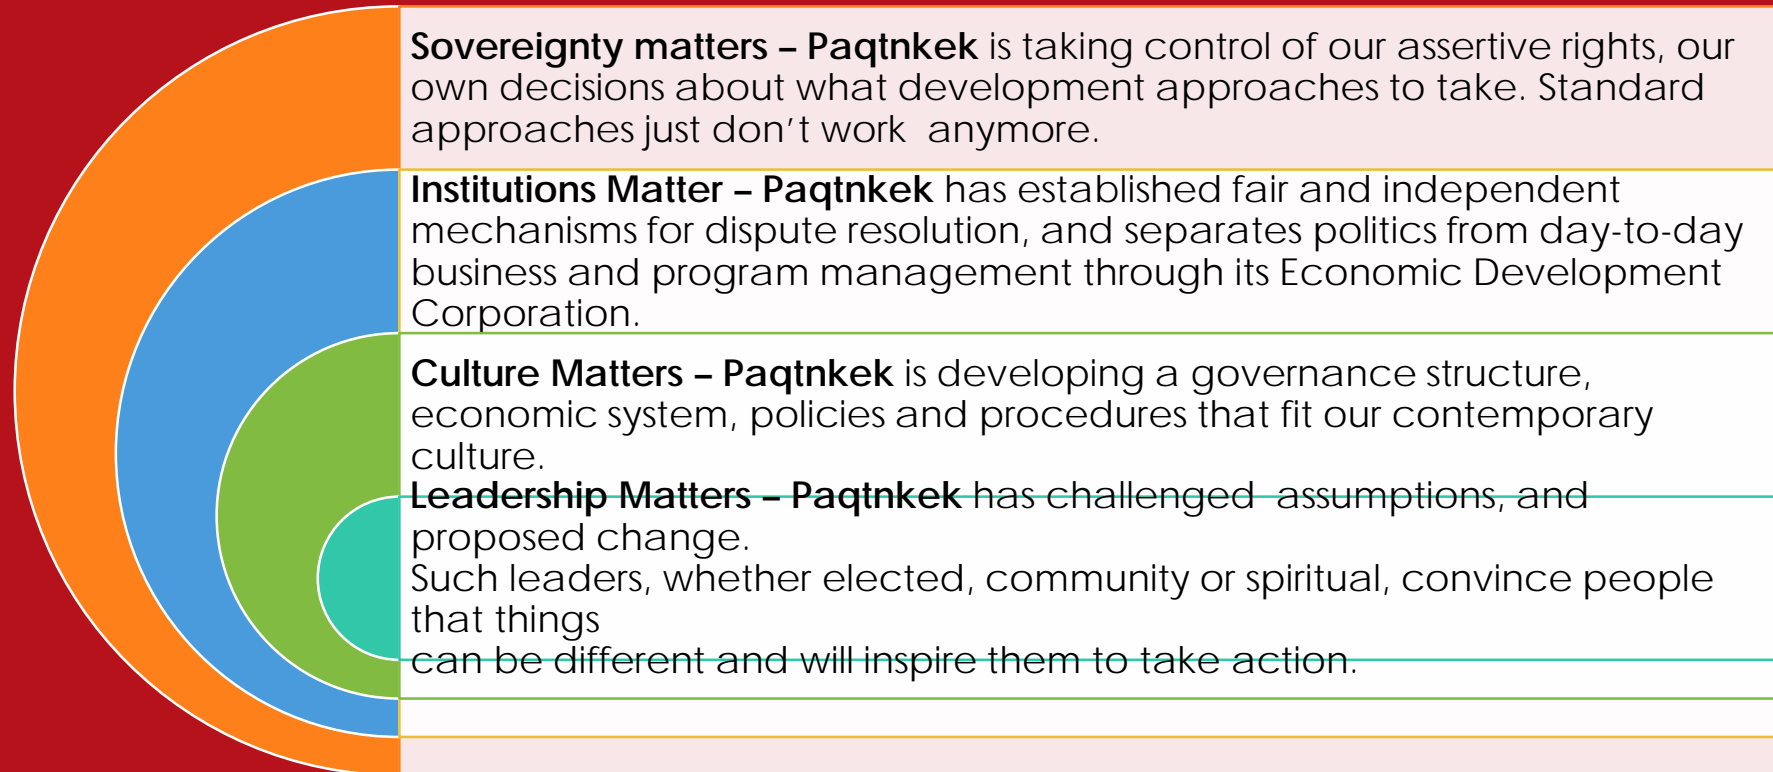 Sovereignty matters – Paqtnkek is taking control of our assertive rights, our
own decisions about what development approaches to take. Standard
approaches just don't work  anymore.
Institutions Matter – Paqtnkek has established fair and independent
mechanisms for dispute resolution, and separates politics from day-to-day
business and program management through its Economic Development
Corporation.
Culture Matters – Paqtnkek is developing a governance structure,
economic system, policies and procedures that fit our contemporary
culture.
Leadership Matters – Paqtnkek has challenged  assumptions, and
proposed change.
Such leaders, whether elected, community or spiritual, convince people
that things
can be different and will inspire them to take action.